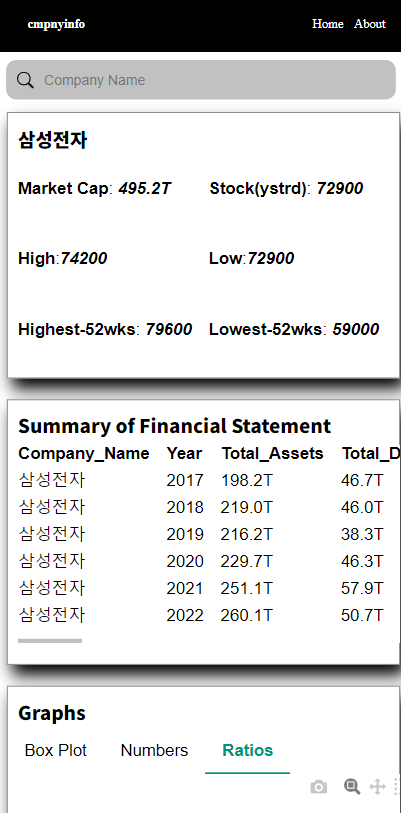 cmpnyinfo Home About
Company Name
삼성전자
Market Cap: 495.2T Stock(ystrd): 72900
High:74200 Low:72900
Highest-52wks: 79600 Lowest-52wks: 59000
Summary of Financial Statement
Company_Name Year Total_Assets Total_D
삼성전자 2017 198.2T 46.7T
삼성전자 2018 219.0T 46.0T
삼성전자 2019 216.2T 38.3T
삼성전자 2020 229.7T 46.3T
삼성전자 2021 251.1T 57.9T
삼성전자 2022 260.1T 50.7T
Graphs
Box Plot Numbers Ratios